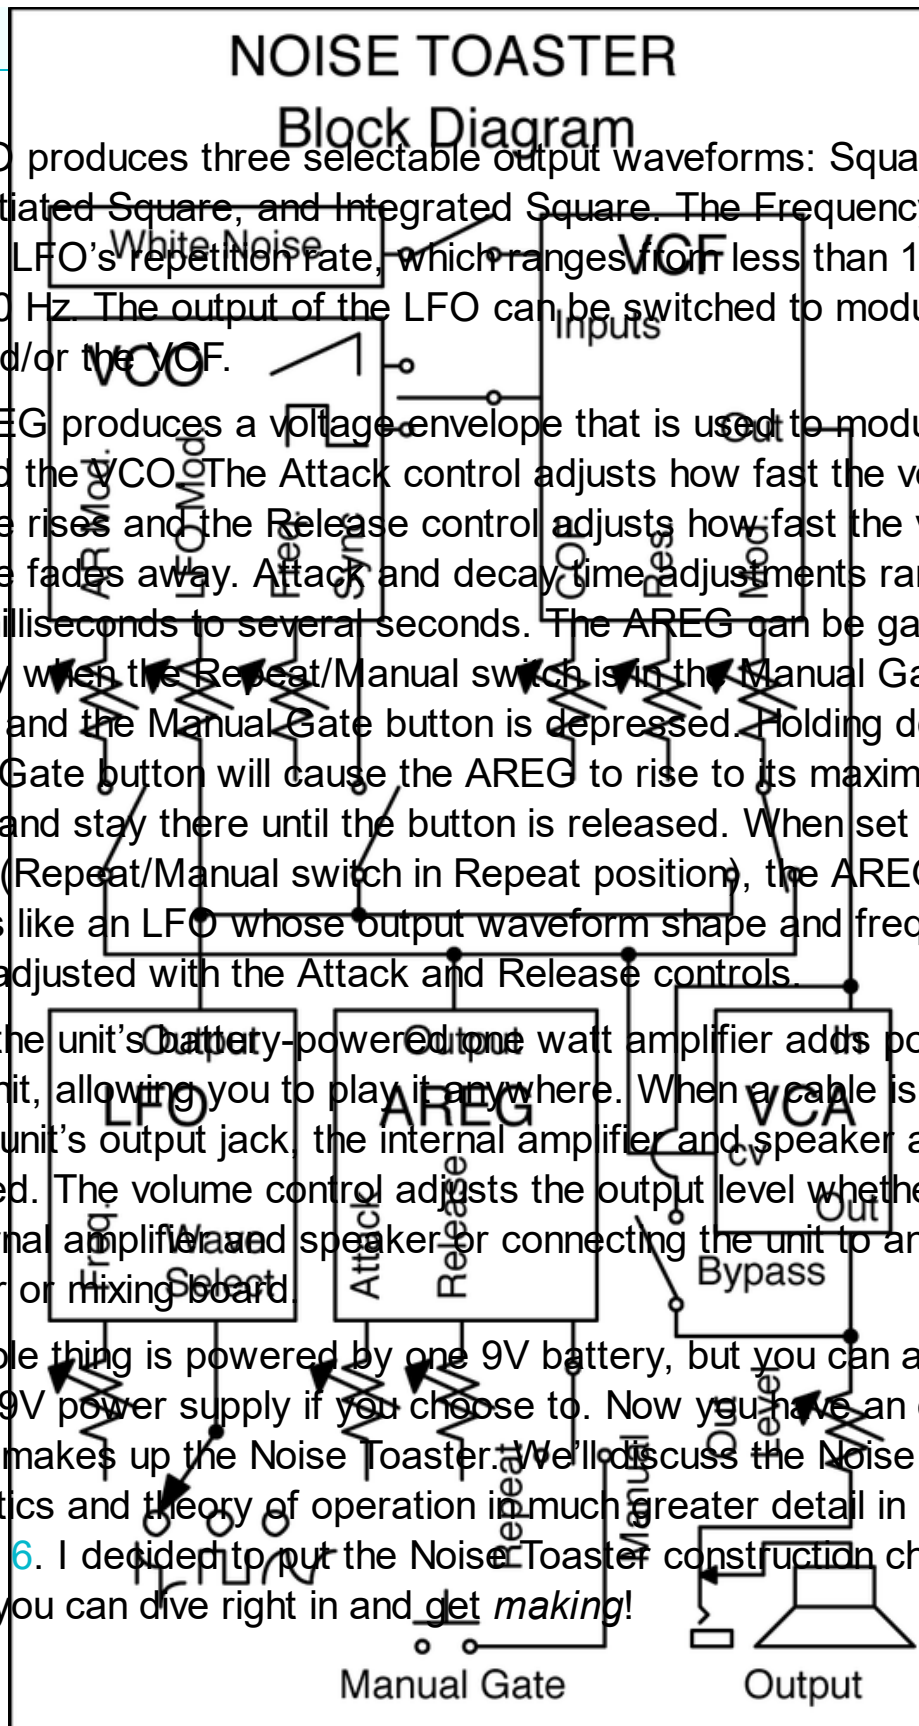 NOISE TOASTER
Block Diagram
O produces three selectable output waveforms: Squa
tiated Square, and Integrated Square. The Frequency
White Noise
VCF
LFO’s repetition rate, which ranges from less than 1
0 Hz. The output of the LFO can be switched to modu
Inputs
d/or the VCF.
VCO
EG produces a voltage envelope that is used to modu
Out
d the VCO. The Attack control adjusts how fast the v
e rises and the Release control adjusts how fast the v
AR Mod.
LFO Mod.
Freq.
Sync
COF
Res.
Mod.
e fades away. Attack and decay time adjustments ran
illiseconds to several seconds. The AREG can be ga
y when the Repeat/Manual switch is in the Manual Ga
and the Manual Gate button is depressed. Holding do
Gate button will cause the AREG to rise to its maxim
and stay there until the button is released. When set
(Repeat/Manual switch in Repeat position), the AREG
s like an LFO whose output waveform shape and freq
adjusted with the Attack and Release controls.
the unit’s battery-powered one watt amplifier adds po
Output
Output
In
nit, allowing you to play it anywhere. When a cable is
LFO
AREG
VCA
unit’s output jack, the internal amplifier and speaker a
cv
ed. The volume control adjusts the output level whethe
Out
rnal amplifier and speaker or connecting the unit to an
Freq.
Wave
Select
Attack
Release
Bypass
r or mixing board.
ole thing is powered by one 9V battery, but you can a
9V power supply if you choose to. Now you have an
Out
Level
makes up the Noise Toaster. We’ll discuss the Noise
tics and theory of operation in much greater detail in
Repeat
Manual
6. I decided to put the Noise Toaster construction ch
you can dive right in and get making!
Manual Gate
Output